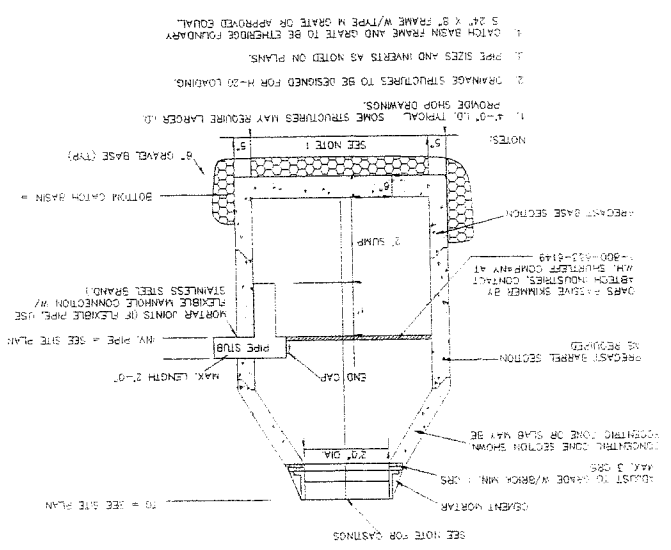 SEE NOTE FOR CASTINGS
TG = SEE SITE PLAN
CEMENT MORTAR
ADJUST TO GRADE W/BRICK MIN. 1 CRS
MAX. 3 CRS
2'0" DIA.
CONCENTRIC CONE SECTION SHOWN
ECCENTRIC CONE OR SLAB MAY BE
MAX. LENGTH 2'-0"
END CAP
PRECAST BARREL SECTION
AS REQUIRED
PIPE STUB
INV. PIPE = SEE SITE PLAN
MORTAR JOINTS (IF FLEXIBLE PIPE, USE
FLEXIBLE MANHOLE CONNECTION W/
STAINLESS STEEL BRAND.)
OARS PASSIVE SKIMMER BY
ABTECH INDUSTRIES, CONTACT
W.H. SHURTLEFF COMPANY AT
1-800-633-6149
2' SUMP
PRECAST BASE SECTION
BOTTOM CATCH BASIN =
6"
6" GRAVEL BASE (TYP)
5"
SEE NOTE 1
5"
NOTES:
1. 4'-0" I.D. TYPICAL SOME STRUCTURES MAY REQUIRE LARGER I.D.
PROVIDE SHOP DRAWINGS.
2. DRAINAGE STRUCTURES TO BE DESIGNED FOR H-20 LOADING.
3. PIPE SIZES AND INVERTS AS NOTED ON PLANS.
4. CATCH BASIN FRAME AND GRATE TO BE ETHERIDGE FOUNDARY
S 24" X 8" FRAME W/TYPE M GRATE OR APPROVED EQUAL